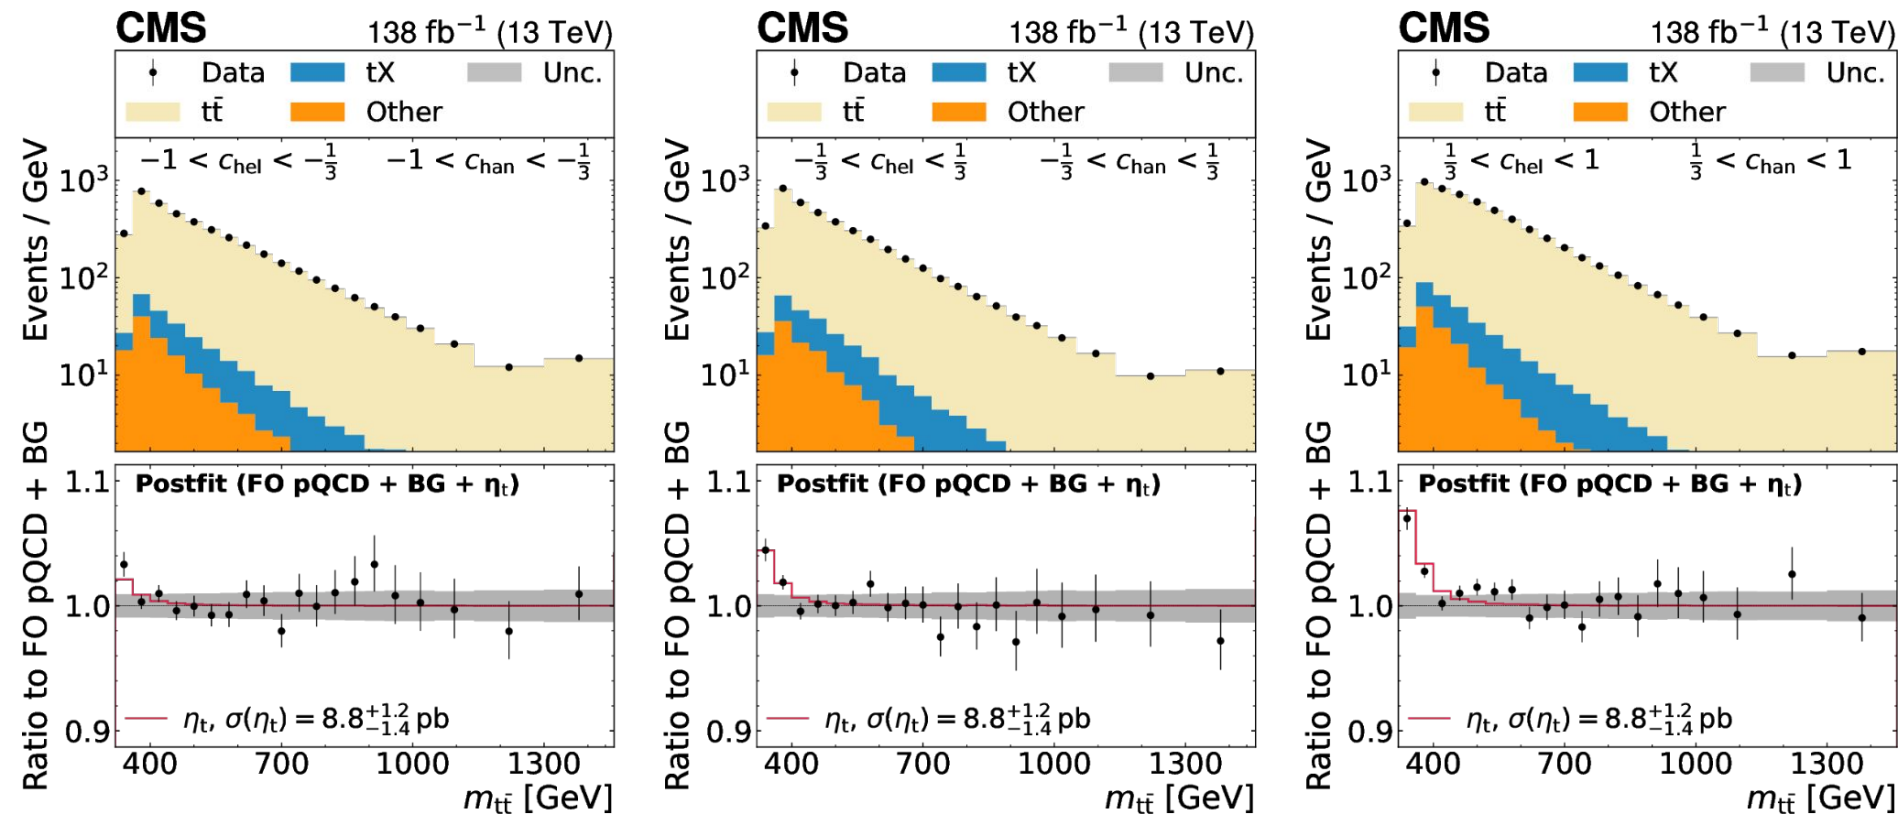 CMS 138 fb⁻¹ (13 TeV)
Data tX Unc.
tt̄ Other
−1 < c_hel < −1/3 −1 < c_han < −1/3
Events / GeV
10³
10²
10¹
Ratio to FO pQCD + BG
Postfit (FO pQCD + BG + η_t)
1.1
1.0
0.9
η_t, σ(η_t) = 8.8 +1.2 −1.4 pb
400 700 1000 1300
m_tt̄ [GeV]
CMS 138 fb⁻¹ (13 TeV)
Data tX Unc.
tt̄ Other
−1/3 < c_hel < 1/3 −1/3 < c_han < 1/3
Events / GeV
10³
10²
10¹
Ratio to FO pQCD + BG
Postfit (FO pQCD + BG + η_t)
1.1
1.0
0.9
η_t, σ(η_t) = 8.8 +1.2 −1.4 pb
400 700 1000 1300
m_tt̄ [GeV]
CMS 138 fb⁻¹ (13 TeV)
Data tX Unc.
tt̄ Other
1/3 < c_hel < 1 1/3 < c_han < 1
Events / GeV
10³
10²
10¹
Ratio to FO pQCD + BG
Postfit (FO pQCD + BG + η_t)
1.1
1.0
0.9
η_t, σ(η_t) = 8.8 +1.2 −1.4 pb
400 700 1000 1300
m_tt̄ [GeV]